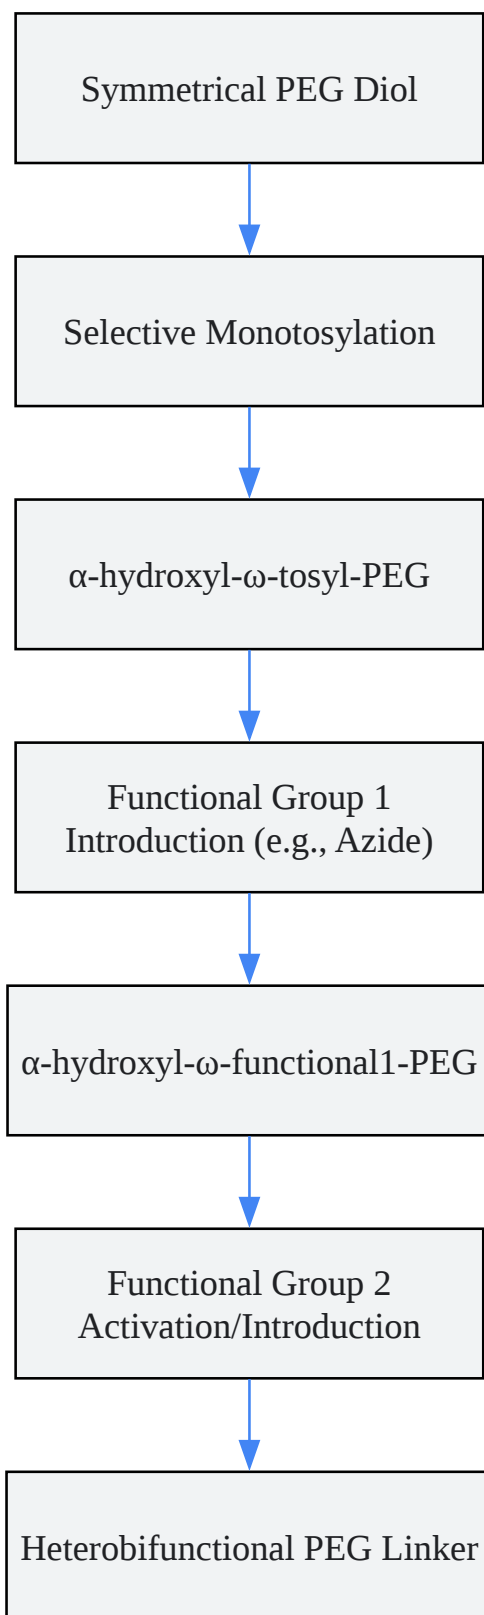 Symmetrical PEG Diol
Selective Monotosylation
α-hydroxyl-ω-tosyl-PEG
Functional Group 1
Introduction (e.g., Azide)
α-hydroxyl-ω-functional1-PEG
Functional Group 2
Activation/Introduction
Heterobifunctional PEG Linker